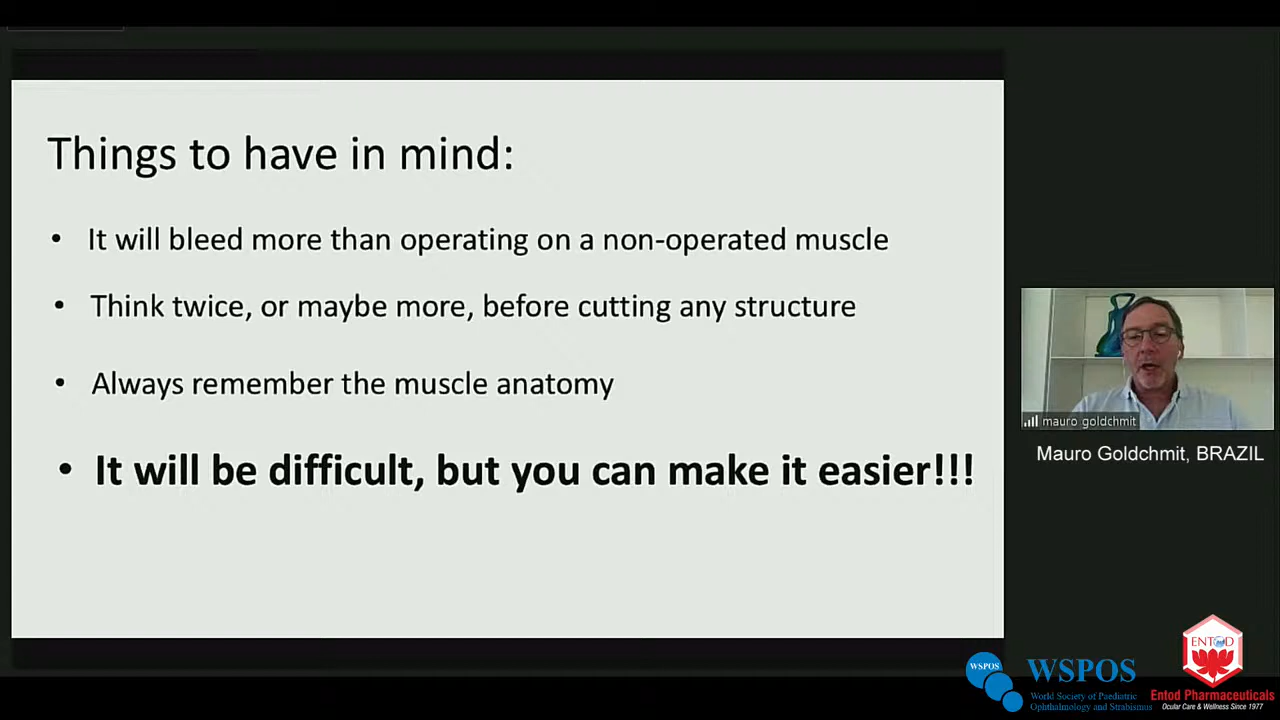 Things to have in mind:
• It will bleed more than operating on a non-operated muscle
• Think twice, or maybe more, before cutting any structure
• Always remember the muscle anatomy
• It will be difficult, but you can make it easier!!!
mauro goldchmit
Mauro Goldchmit, BRAZIL
WSPOS
WSPOS
World Society of Paediatric
Ophthalmology and Strabismus
ENTOD
Entod Pharmaceuticals
Ocular Care & Wellness Since 1977